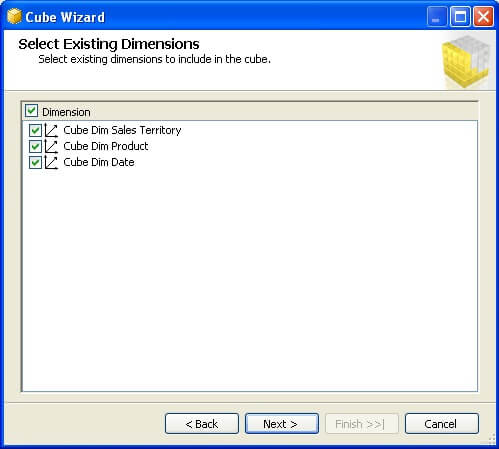 Cube Wizard
Select Existing Dimensions
Select existing dimensions to include in the cube.
Dimension
Cube Dim Sales Territory
Cube Dim Product
Cube Dim Date
< Back Next > Finish >>| Cancel